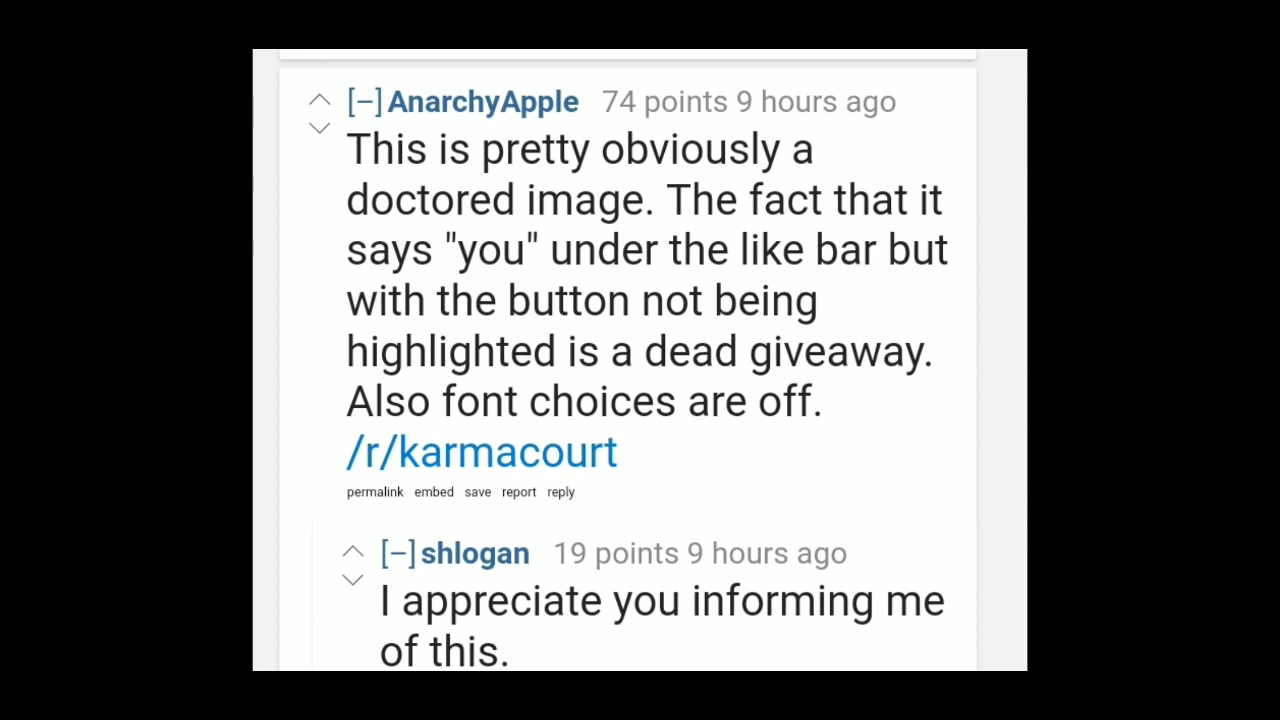 [–] AnarchyApple 74 points 9 hours ago
This is pretty obviously a
doctored image. The fact that it
says "you" under the like bar but
with the button not being
highlighted is a dead giveaway.
Also font choices are off.
/r/karmacourt
permalink embed save report reply
[–] shlogan 19 points 9 hours ago
I appreciate you informing me
of this.